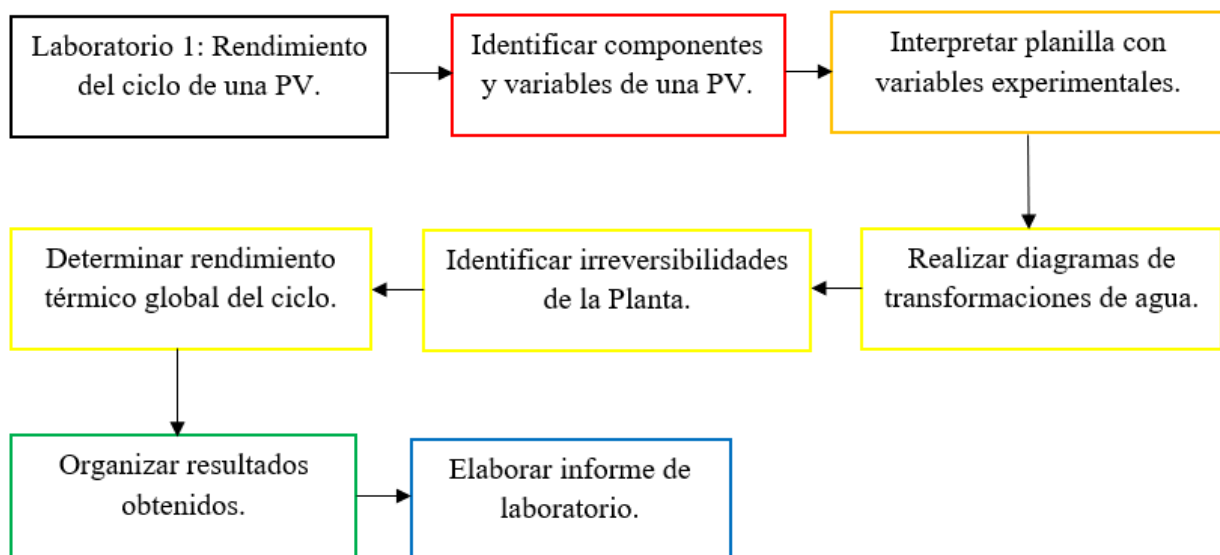 Laboratorio 1: Rendimiento
del ciclo de una PV.
Identificar componentes
y variables de una PV.
Interpretar planilla con
variables experimentales.
Realizar diagramas de
transformaciones de agua.
Identificar irreversibilidades
de la Planta.
Determinar rendimiento
térmico global del ciclo.
Organizar resultados
obtenidos.
Elaborar informe de
laboratorio.